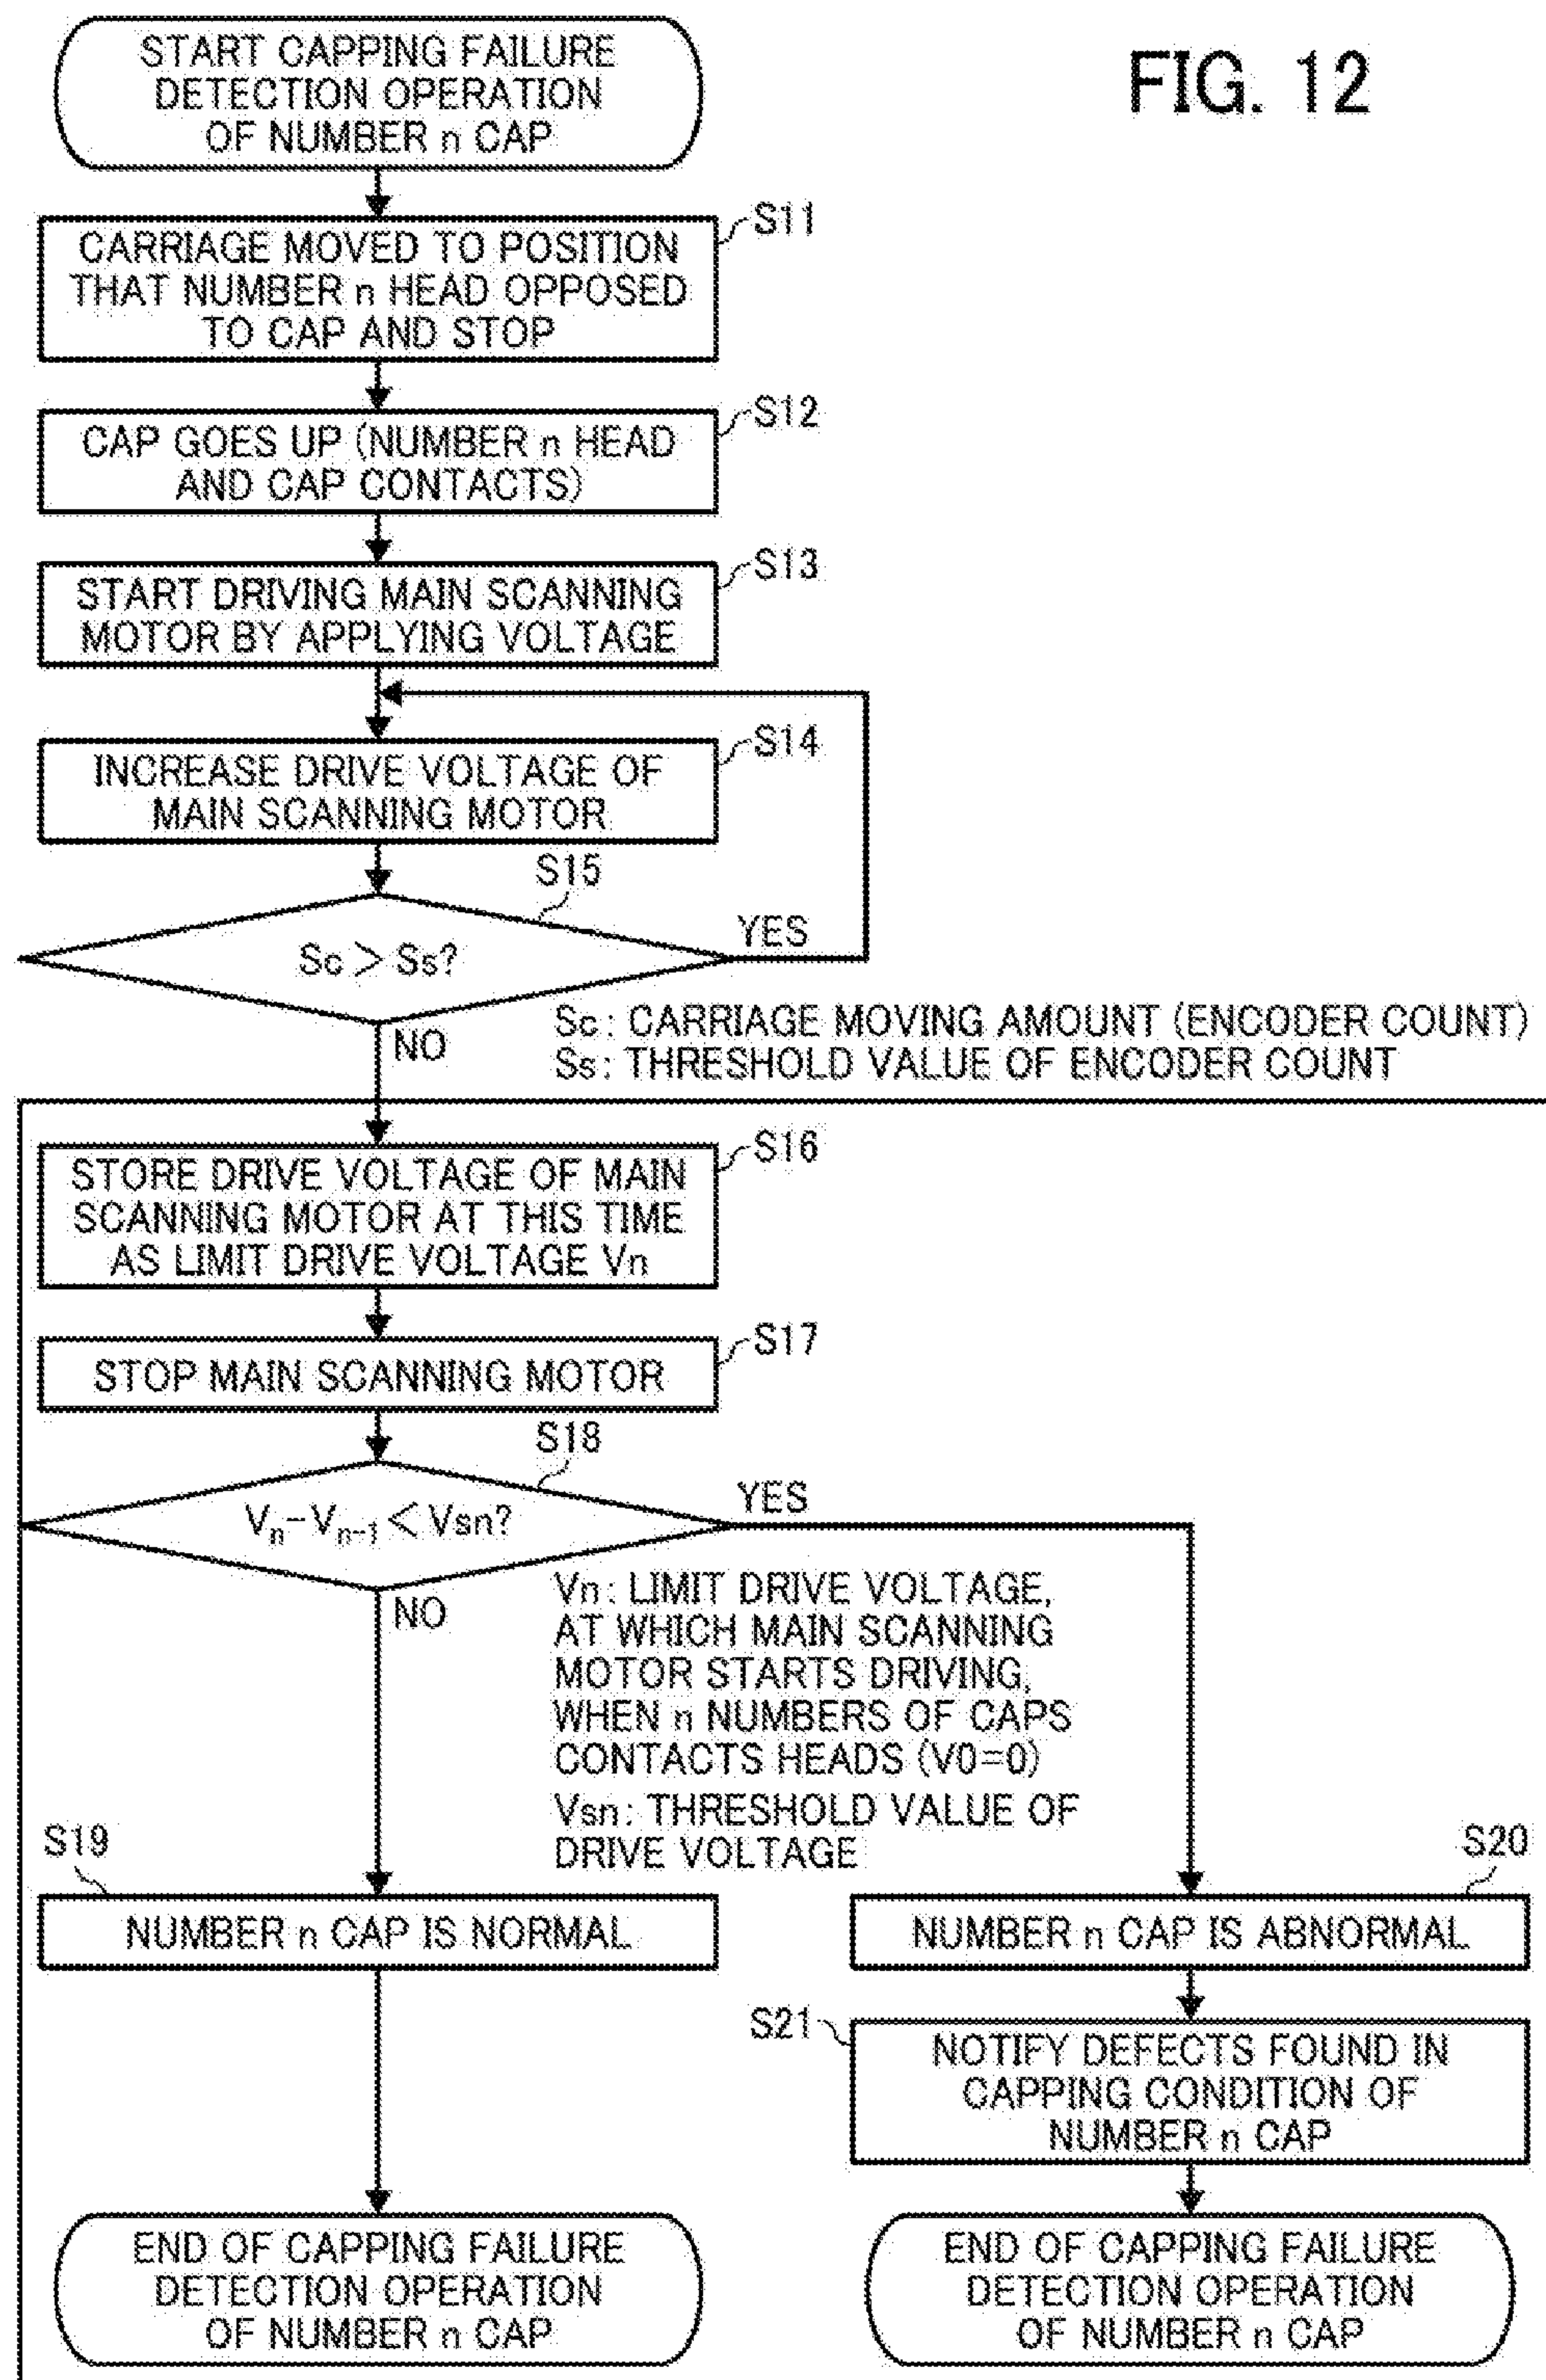 FIG. 12
START CAPPING FAILURE
DETECTION OPERATION
OF NUMBER n CAP
S11
CARRIAGE MOVED TO POSITION
THAT NUMBER n HEAD OPPOSED
TO CAP AND STOP
S12
CAP GOES UP (NUMBER n HEAD
AND CAP CONTACTS)
S13
START DRIVING MAIN SCANNING
MOTOR BY APPLYING VOLTAGE
S14
INCREASE DRIVE VOLTAGE OF
MAIN SCANNING MOTOR
S15
Sc > Ss?
YES
NO
Sc: CARRIAGE MOVING AMOUNT (ENCODER COUNT)
Ss: THRESHOLD VALUE OF ENCODER COUNT
S16
STORE DRIVE VOLTAGE OF MAIN
SCANNING MOTOR AT THIS TIME
AS LIMIT DRIVE VOLTAGE Vn
S17
STOP MAIN SCANNING MOTOR
S18
Vn-Vn-1 < Vsn?
YES
NO
Vn: LIMIT DRIVE VOLTAGE,
AT WHICH MAIN SCANNING
MOTOR STARTS DRIVING,
WHEN n NUMBERS OF CAPS
CONTACTS HEADS (V0=0)
Vsn: THRESHOLD VALUE OF
DRIVE VOLTAGE
S19
NUMBER n CAP IS NORMAL
S20
NUMBER n CAP IS ABNORMAL
S21
NOTIFY DEFECTS FOUND IN
CAPPING CONDITION OF
NUMBER n CAP
END OF CAPPING FAILURE
DETECTION OPERATION
OF NUMBER n CAP
END OF CAPPING FAILURE
DETECTION OPERATION
OF NUMBER n CAP